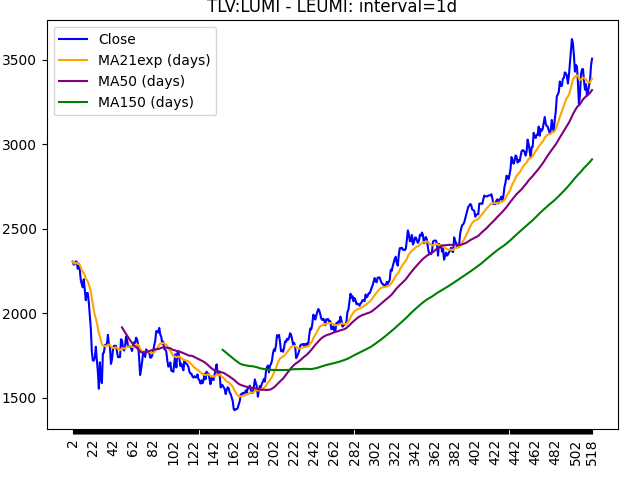 TLV:LUMI - LEUMI: interval=1d
Close
MA21exp (days)
MA50 (days)
MA150 (days)
3500
3000
2500
2000
1500
2 22 42 62 82 102 122 142 162 182 202 222 242 262 282 302 322 342 362 382 402 422 442 462 482 502 518